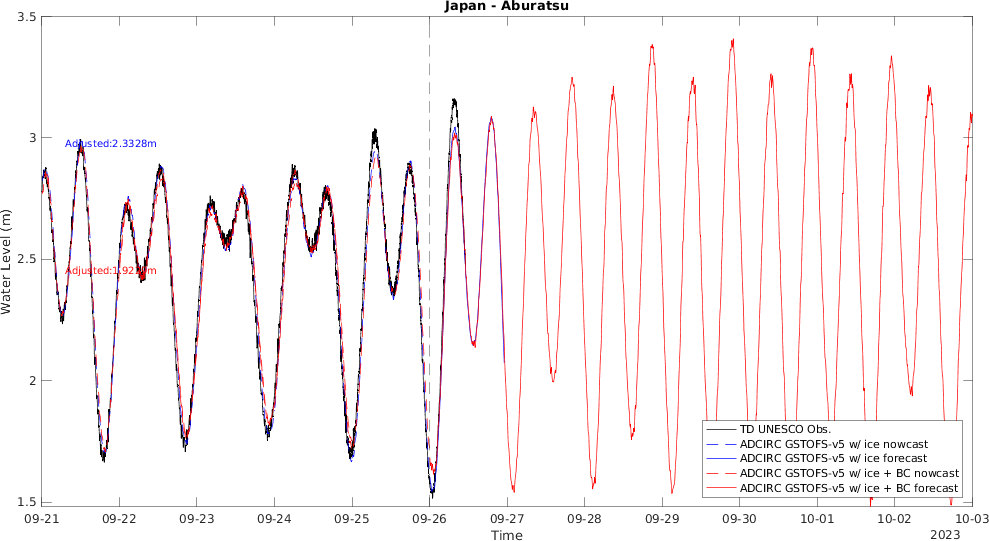 Japan - Aburatsu
3.5
3
2.5
2
1.5
Water Level (m)
Adjusted:2.3328m
TD UNESCO Obs.
ADCIRC GSTOFS-v5 w/ ice nowcast
ADCIRC GSTOFS-v5 w/ ice forecast
ADCIRC GSTOFS-v5 w/ ice + BC nowcast
ADCIRC GSTOFS-v5 w/ ice + BC forecast
09-21 09-22 09-23 09-24 09-25 09-26 09-27 09-28 09-29 09-30 10-01 10-02 10-03
Time
2023